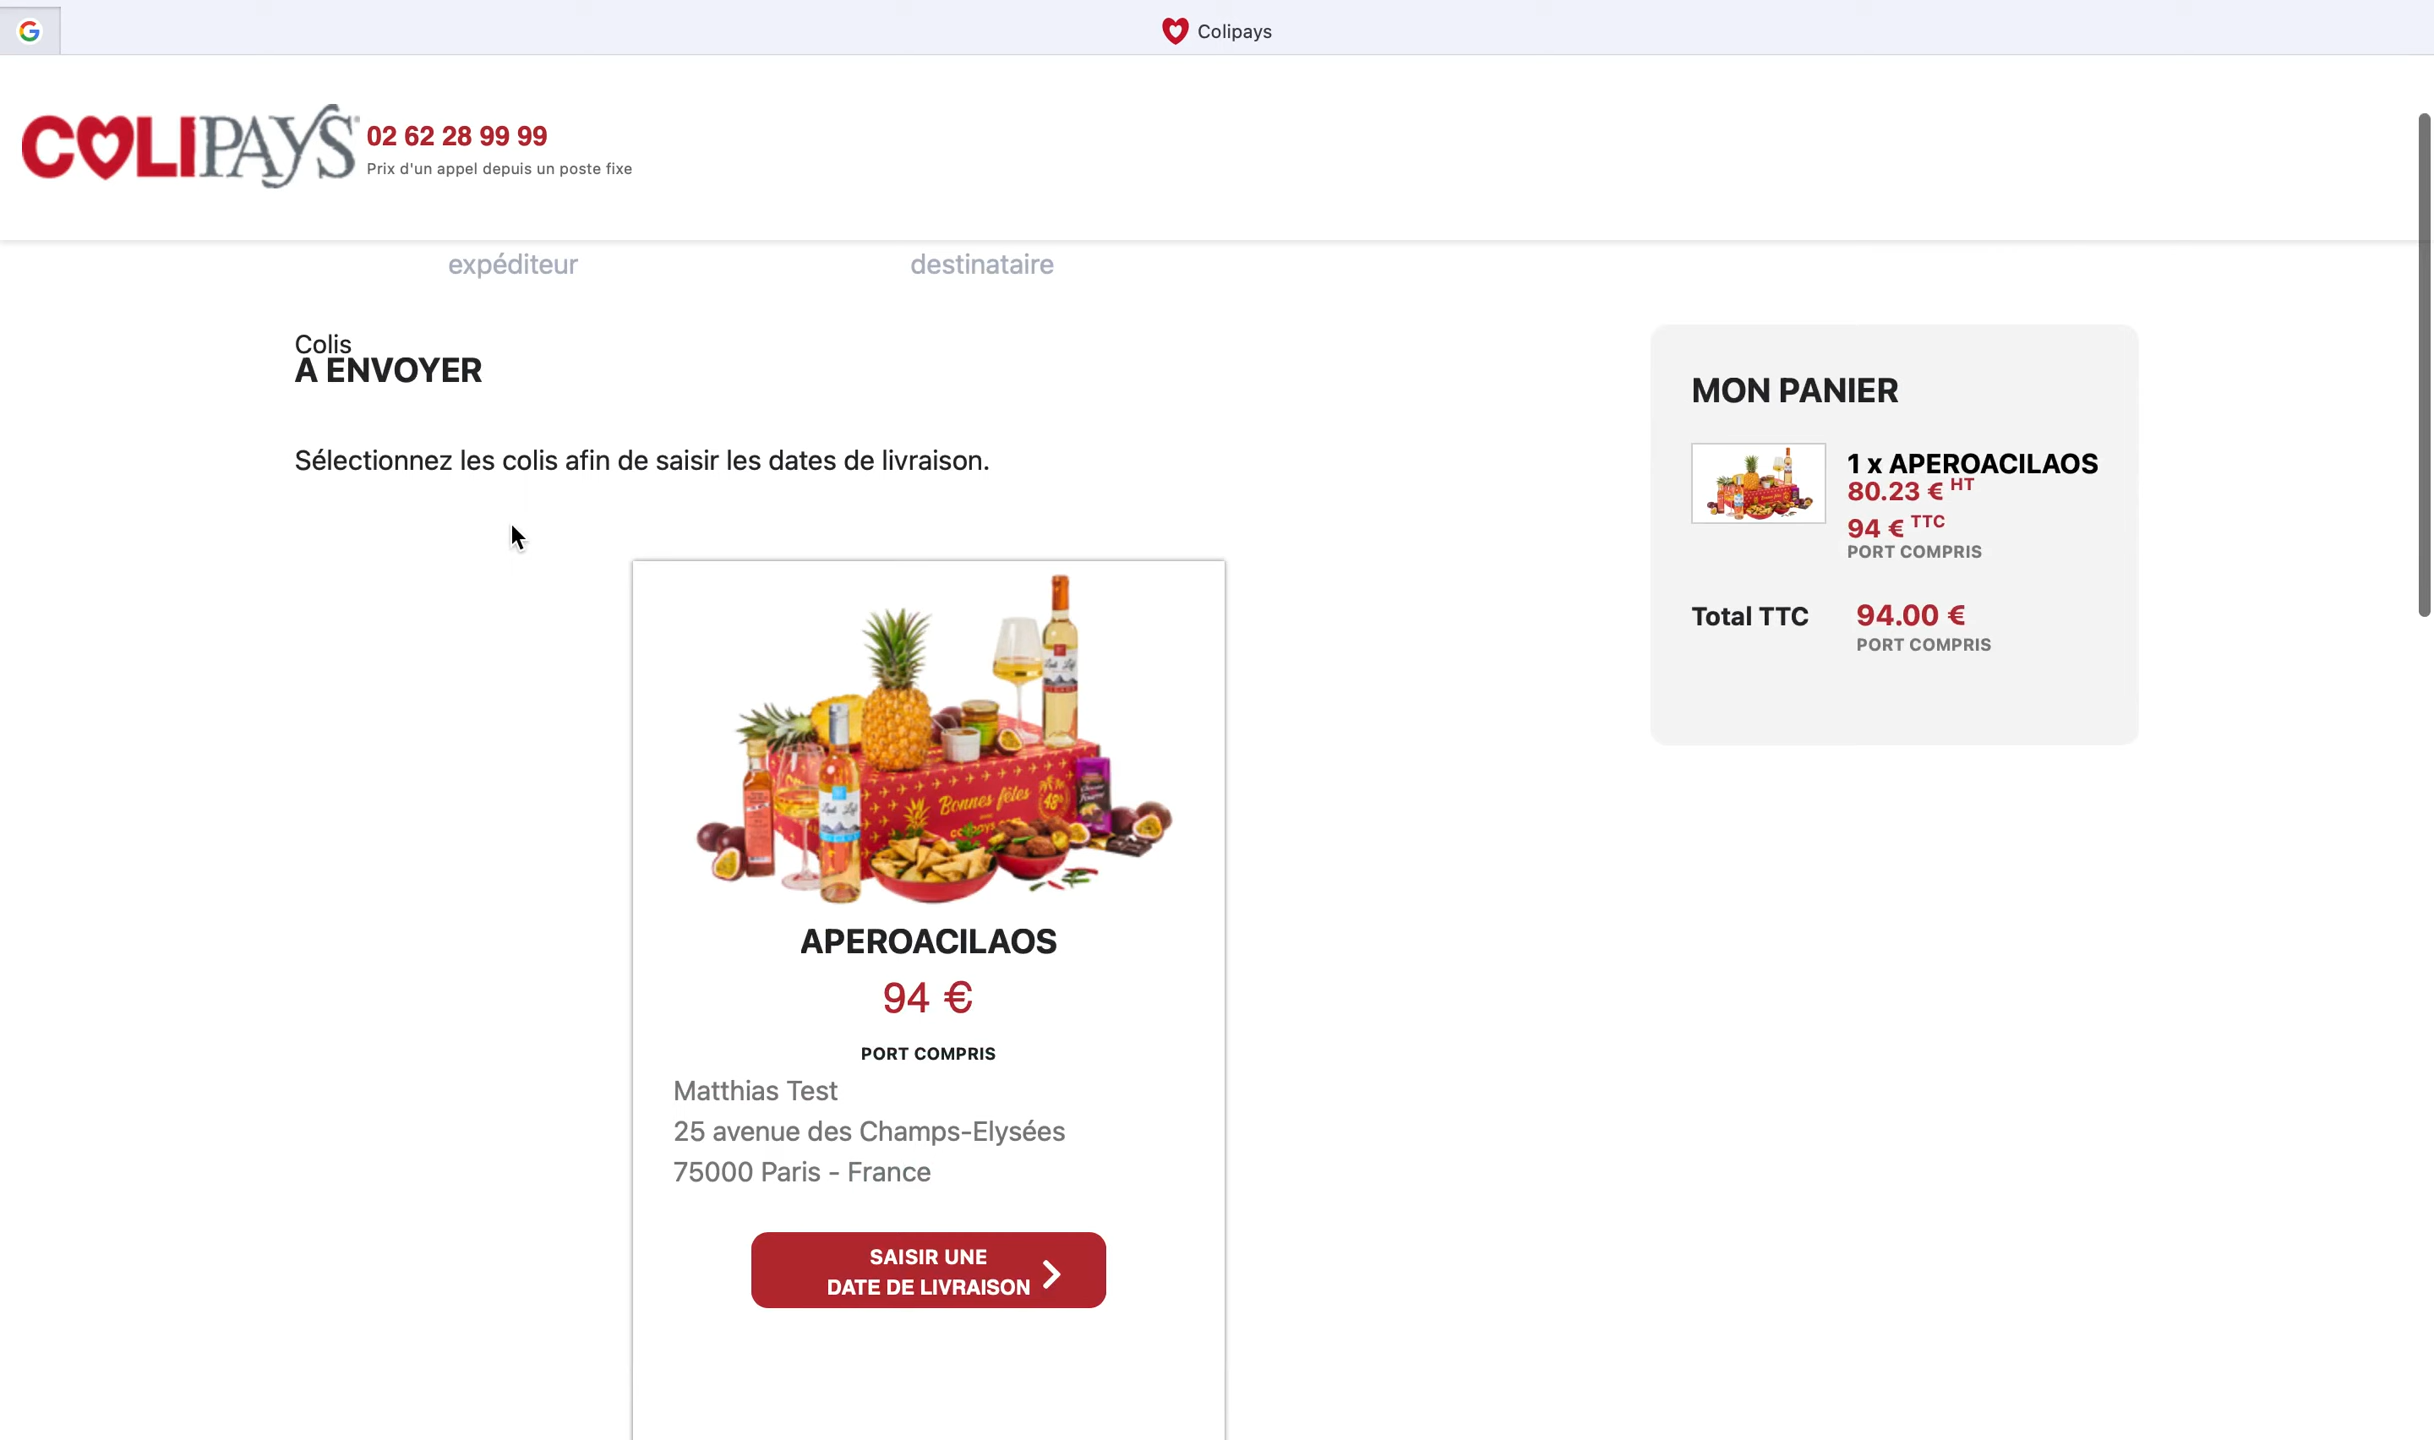 Colipays
COLIPAYS
02 62 28 99 99
Prix d'un appel depuis un poste fixe
expéditeur
destinataire
Colis
A ENVOYER
Sélectionnez les colis afin de saisir les dates de livraison.
MON PANIER
1 x APEROACILAOS
80.23 € HT
94 € TTC
PORT COMPRIS
Total TTC
94.00 €
PORT COMPRIS
Bonnes fêtes
48h
APEROACILAOS
94 €
PORT COMPRIS
Matthias Test
25 avenue des Champs-Elysées
75000 Paris - France
SAISIR UNE
DATE DE LIVRAISON